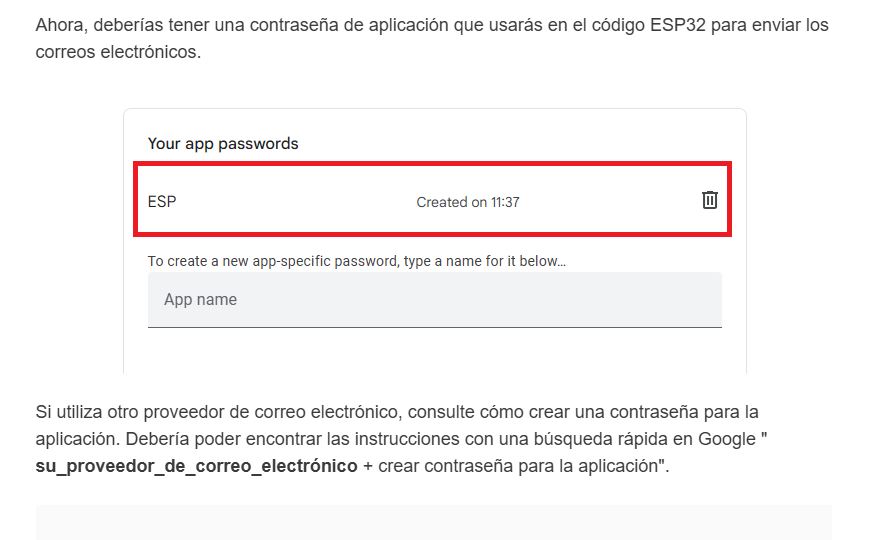 Ahora, deberías tener una contraseña de aplicación que usarás en el código ESP32 para enviar los
correos electrónicos.
Your app passwords
ESP Created on 11:37
To create a new app-specific password, type a name for it below...
App name
Si utiliza otro proveedor de correo electrónico, consulte cómo crear una contraseña para la
aplicación. Debería poder encontrar las instrucciones con una búsqueda rápida en Google "
su_proveedor_de_correo_electrónico + crear contraseña para la aplicación".